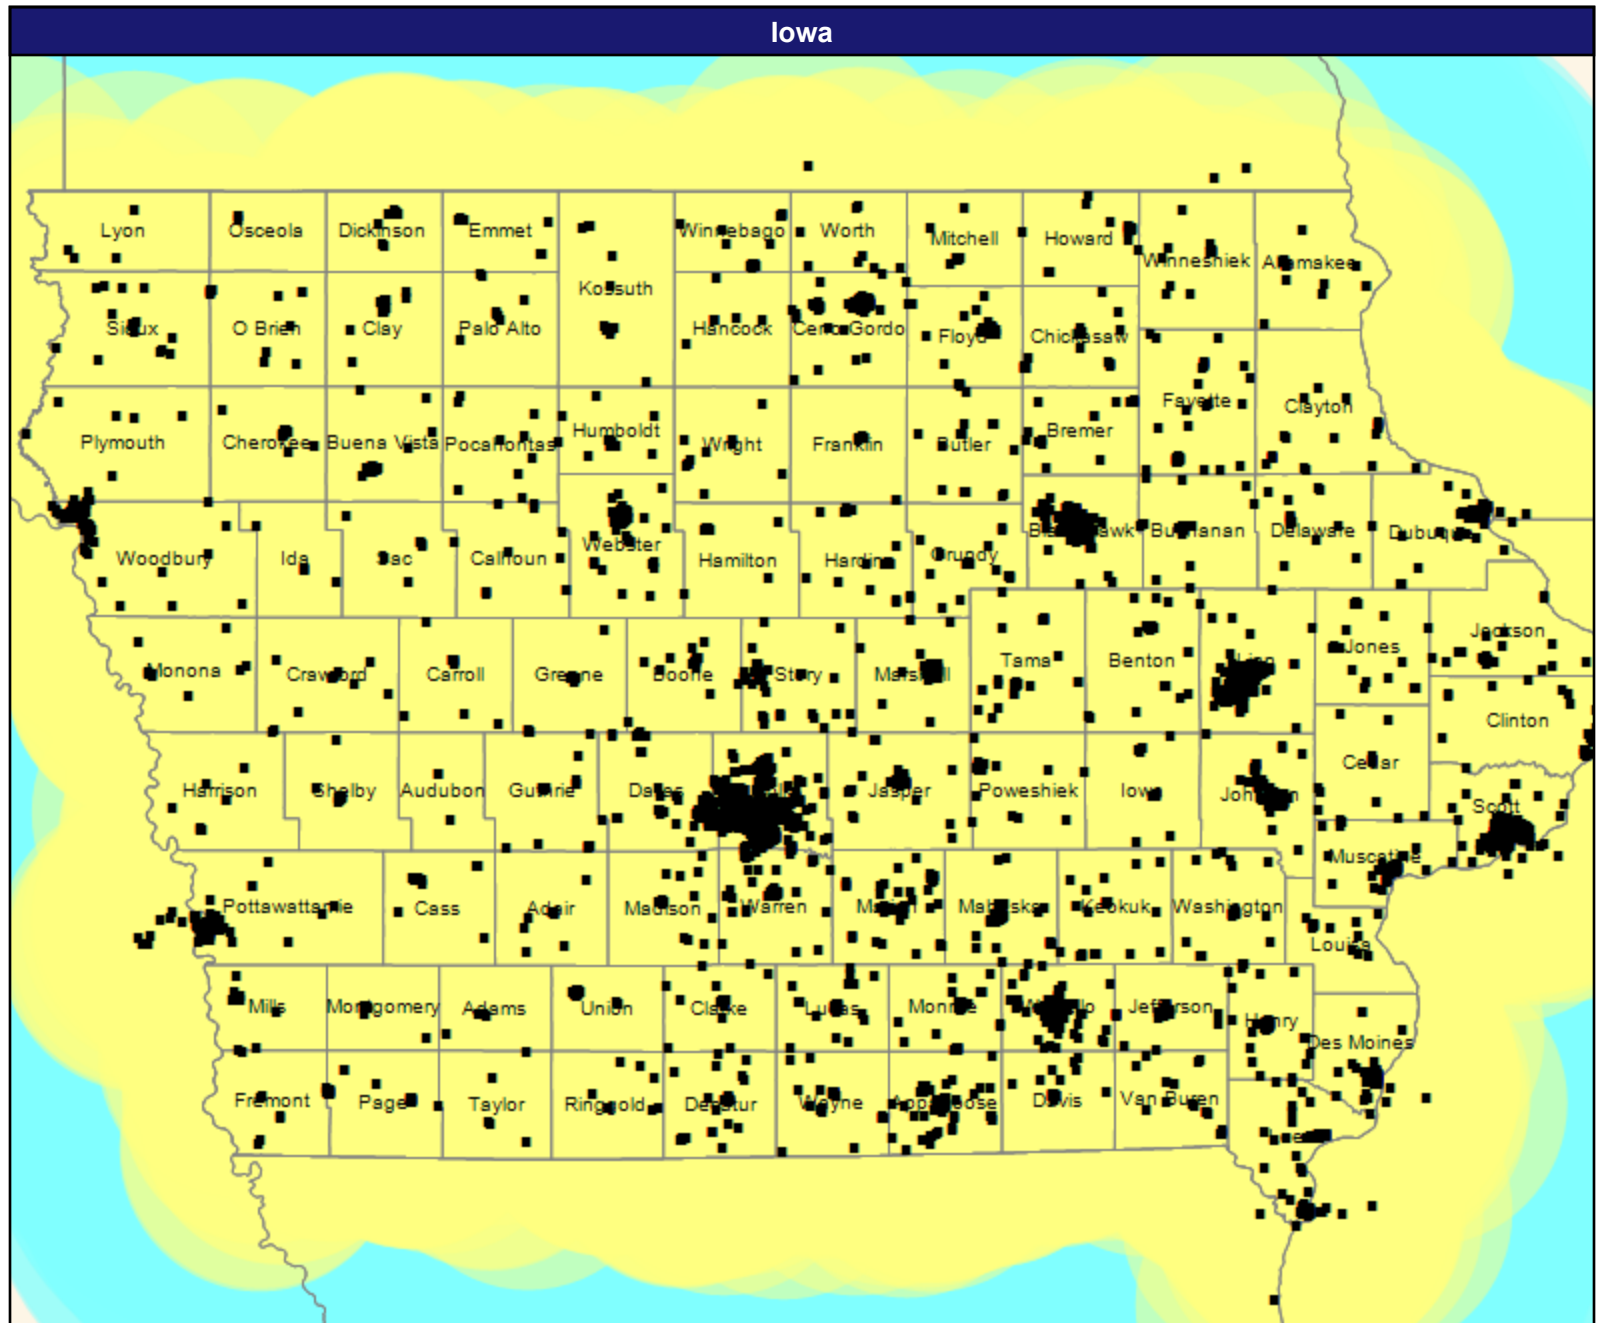 Iowa
Lyon
Osceola
Dickinson
Emmet
Kossuth
Winnebago
Worth
Mitchell
Howard
Winneshiek
Allamakee
Sioux
O Brien
Clay
Palo Alto
Hancock
Cerro Gordo
Floyd
Chickasaw
Fayette
Clayton
Plymouth
Cherokee
Buena Vista
Pocahontas
Humboldt
Wright
Franklin
Butler
Bremer
Woodbury
Ida
Sac
Calhoun
Webster
Hamilton
Hardin
Grundy
Black Hawk
Buchanan
Delaware
Dubuque
Monona
Crawford
Carroll
Greene
Boone
Story
Marshall
Tama
Benton
Linn
Jones
Jackson
Clinton
Harrison
Shelby
Audubon
Guthrie
Dallas
Jasper
Poweshiek
Iowa
Johnson
Cedar
Scott
Muscatine
Pottawattamie
Cass
Adair
Madison
Warren
Marion
Mahaska
Keokuk
Washington
Louisa
Mills
Montgomery
Adams
Union
Clarke
Lucas
Monroe
Wapello
Jefferson
Henry
Des Moines
Fremont
Page
Taylor
Ringgold
Decatur
Wayne
Appanoose
Davis
Van Buren
Lee